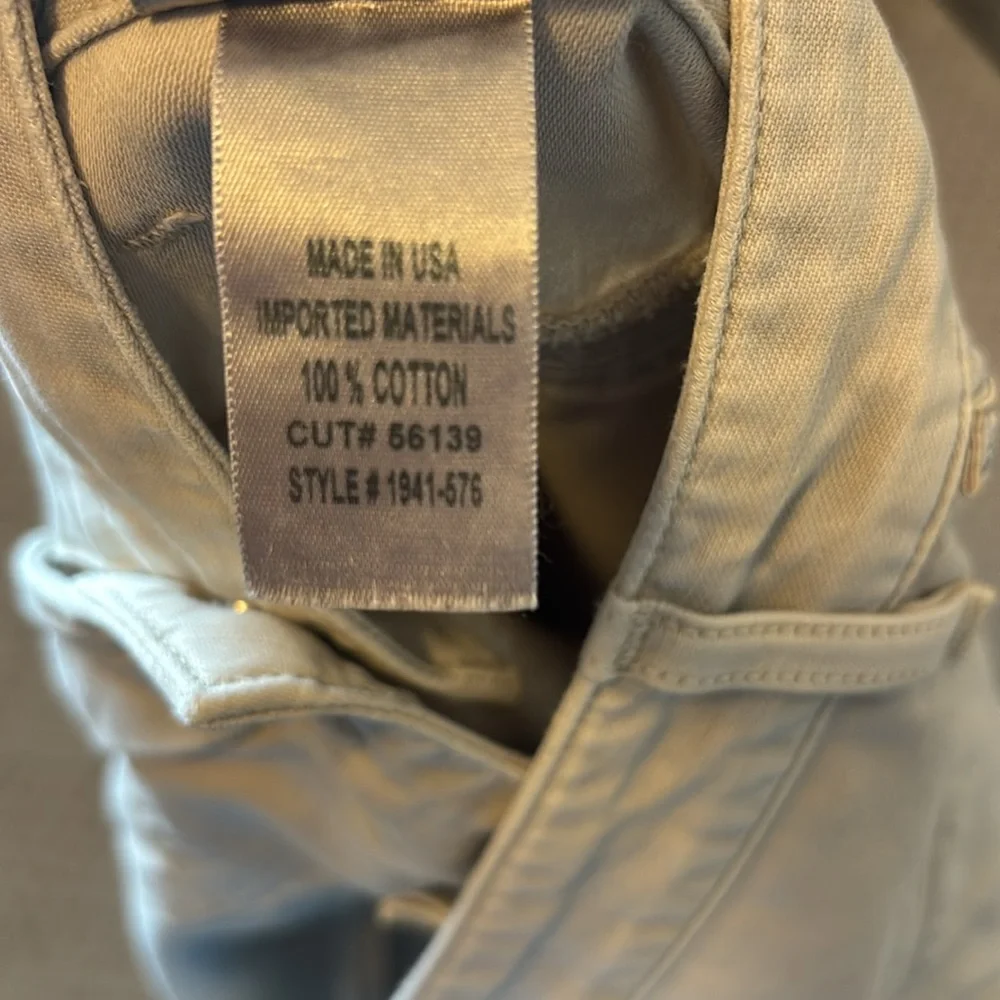 MADE IN USA
IMPORTED MATERIALS
100 % COTTON
CUT# 56139
STYLE # 1941-576